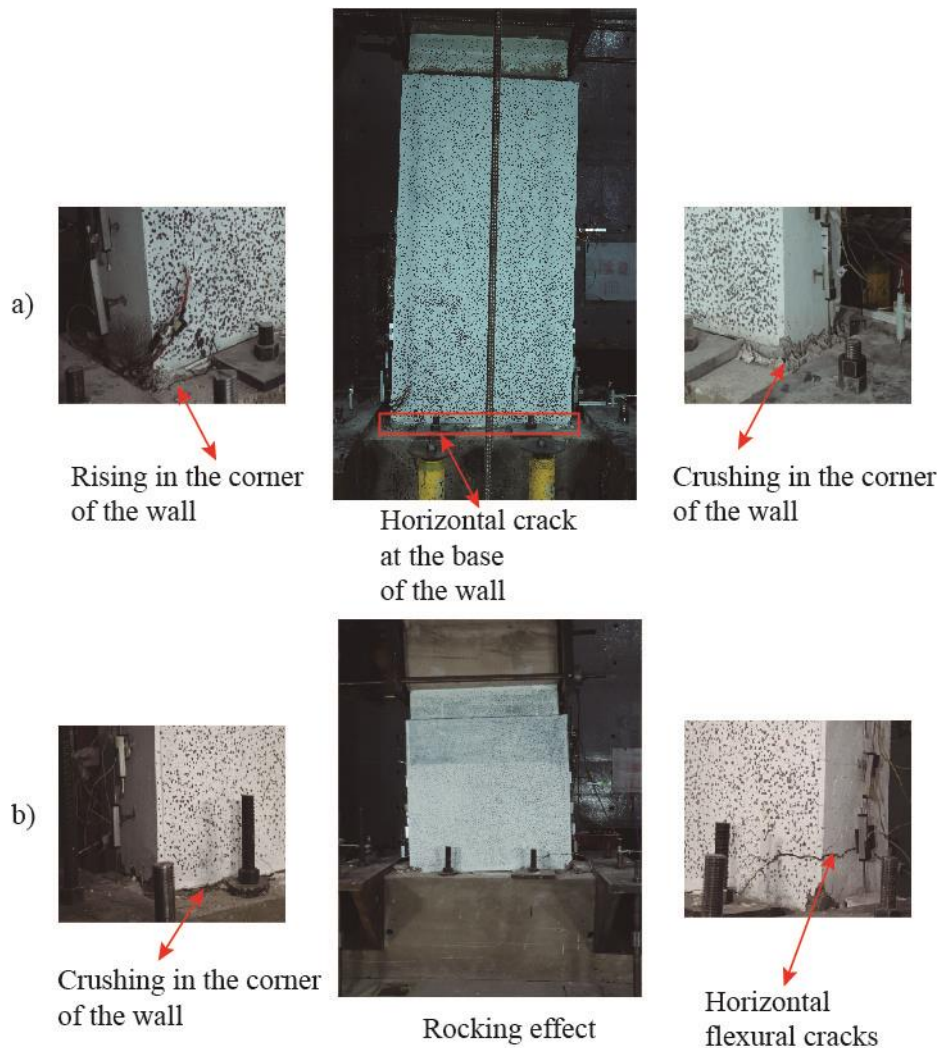 a)
Rising in the corner
of the wall
Horizontal crack
at the base
of the wall
Crushing in the corner
of the wall
b)
Crushing in the corner
of the wall
Rocking effect
Horizontal
flexural cracks